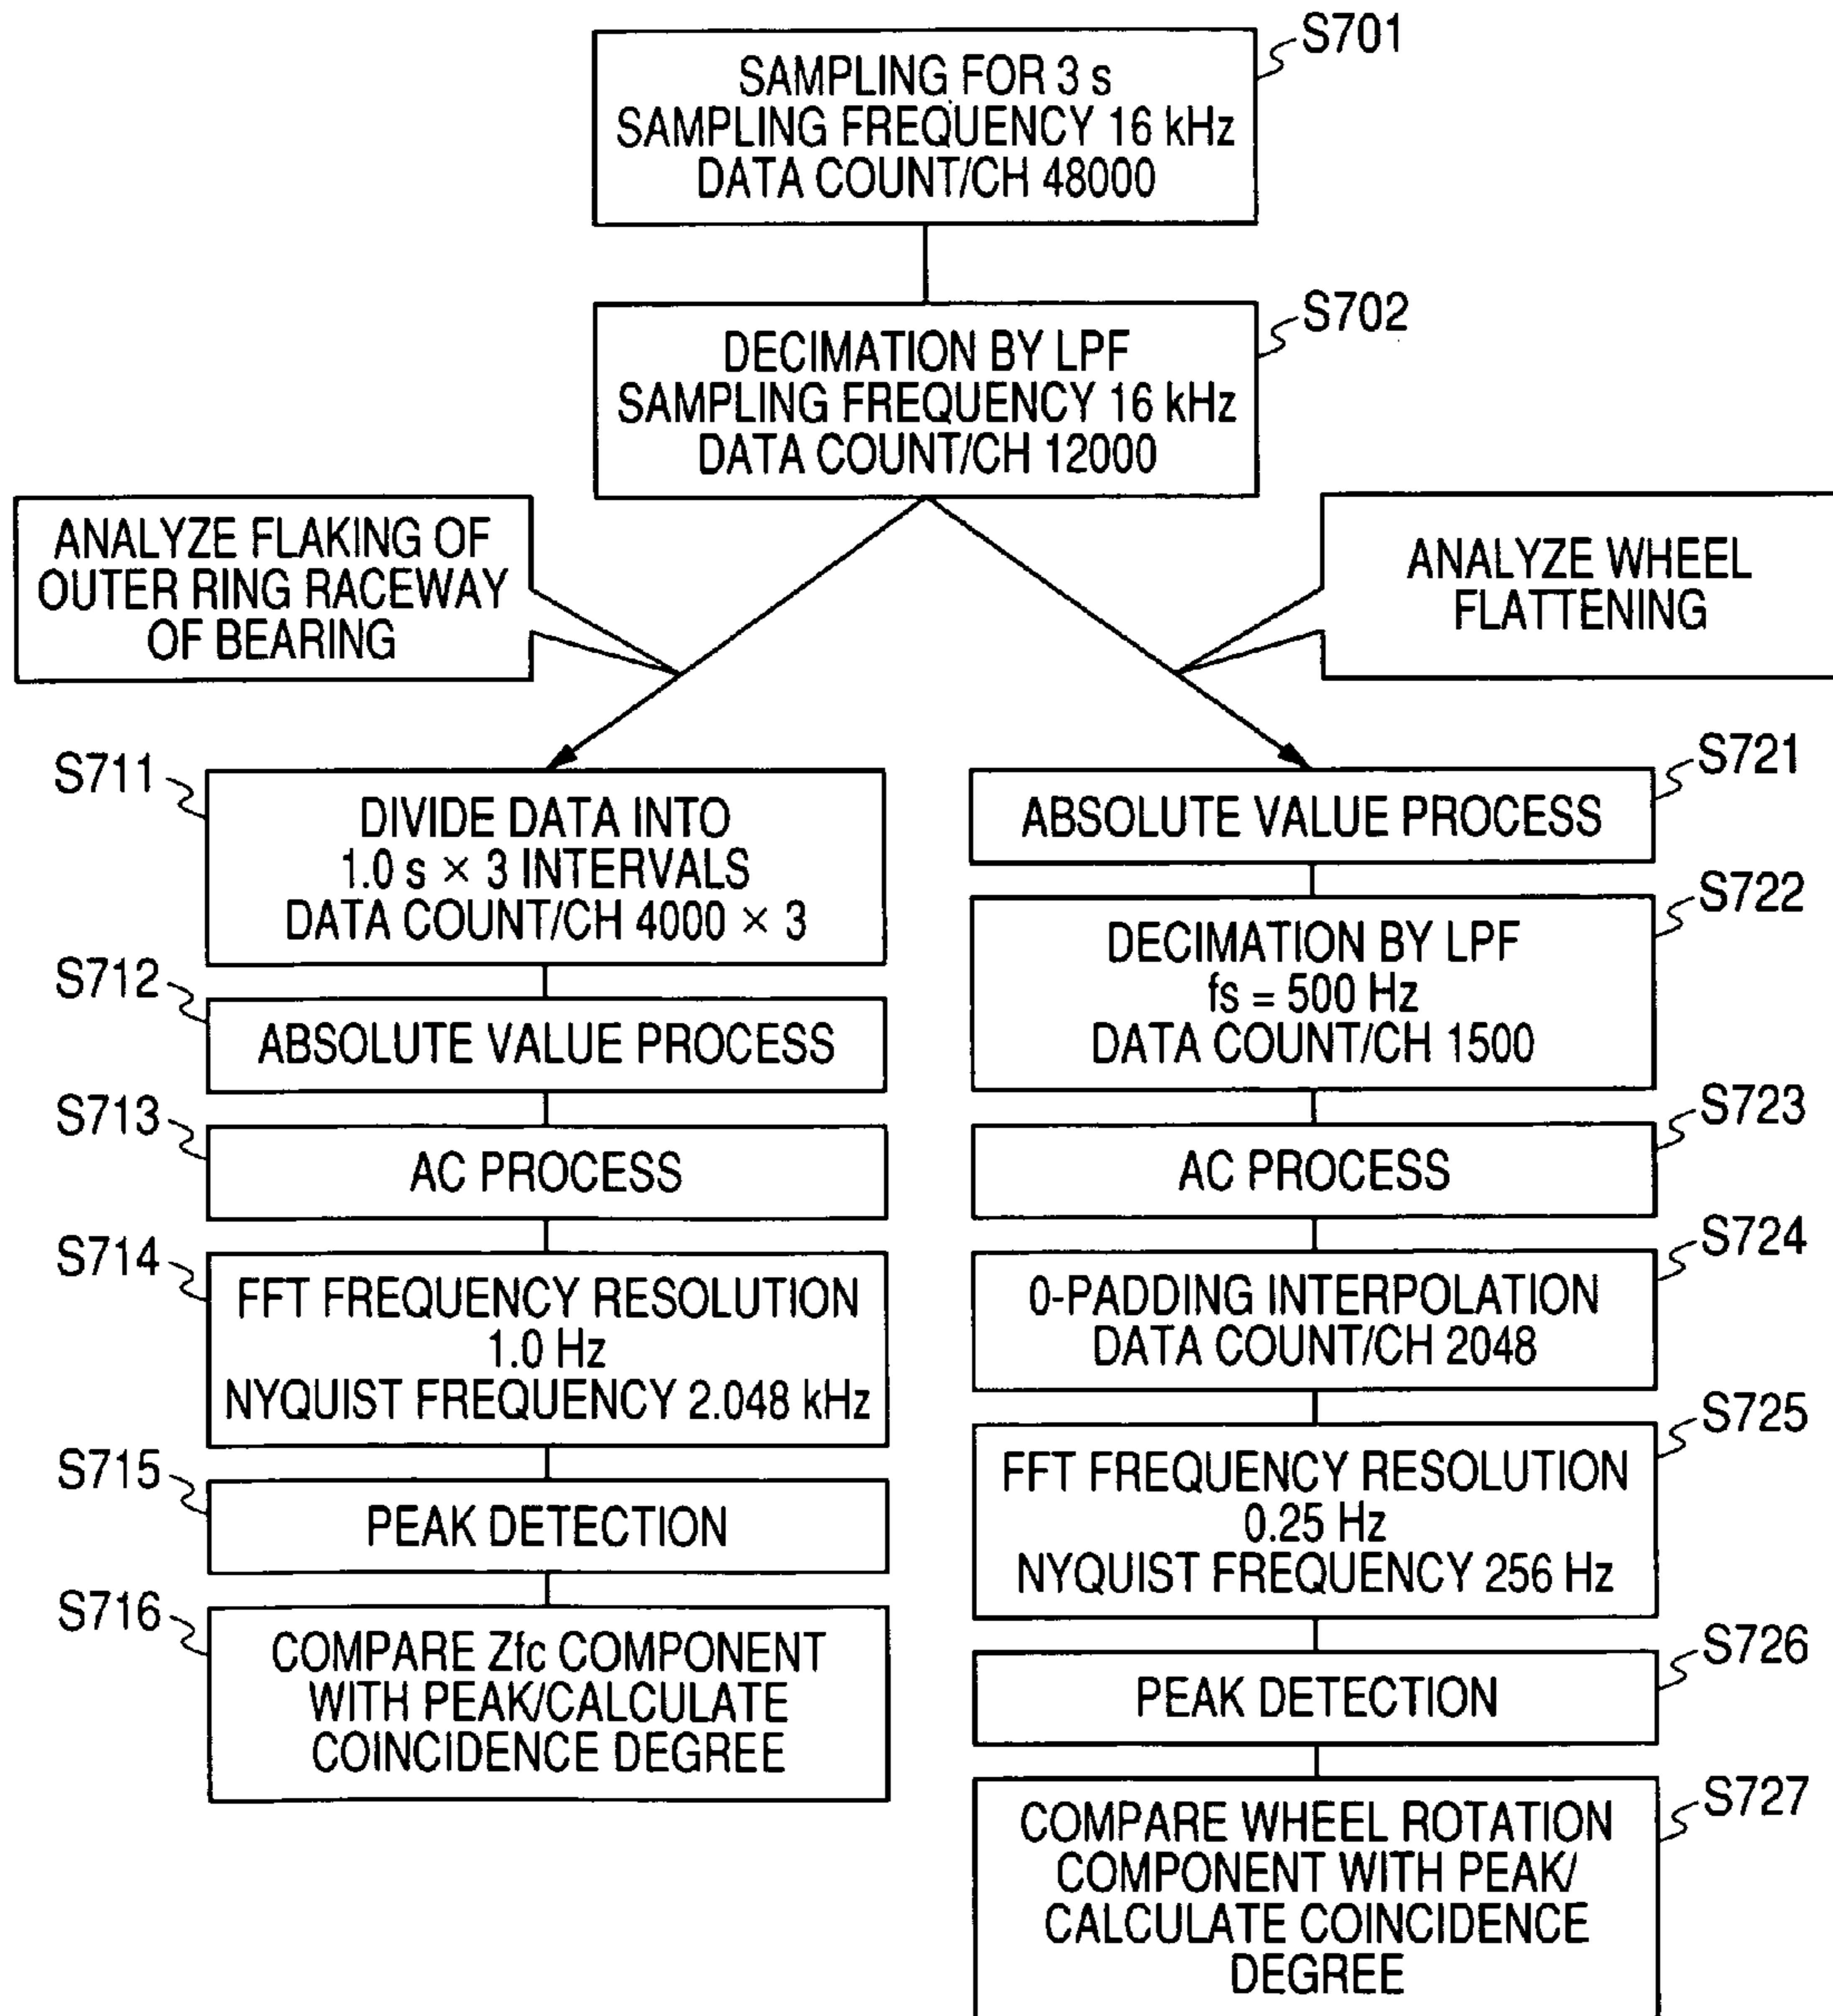 S701
SAMPLING FOR 3 s
SAMPLING FREQUENCY 16 kHz
DATA COUNT/CH 48000
S702
DECIMATION BY LPF
SAMPLING FREQUENCY 16 kHz
DATA COUNT/CH 12000
ANALYZE FLAKING OF
OUTER RING RACEWAY
OF BEARING
ANALYZE WHEEL
FLATTENING
S711
DIVIDE DATA INTO
1.0 s × 3 INTERVALS
DATA COUNT/CH 4000 × 3
S712
ABSOLUTE VALUE PROCESS
S713
AC PROCESS
S714
FFT FREQUENCY RESOLUTION
1.0 Hz
NYQUIST FREQUENCY 2.048 kHz
S715
PEAK DETECTION
S716
COMPARE Zfc COMPONENT
WITH PEAK/CALCULATE
COINCIDENCE DEGREE
S721
ABSOLUTE VALUE PROCESS
S722
DECIMATION BY LPF
fs = 500 Hz
DATA COUNT/CH 1500
S723
AC PROCESS
S724
0-PADDING INTERPOLATION
DATA COUNT/CH 2048
S725
FFT FREQUENCY RESOLUTION
0.25 Hz
NYQUIST FREQUENCY 256 Hz
S726
PEAK DETECTION
S727
COMPARE WHEEL ROTATION
COMPONENT WITH PEAK/
CALCULATE COINCIDENCE
DEGREE